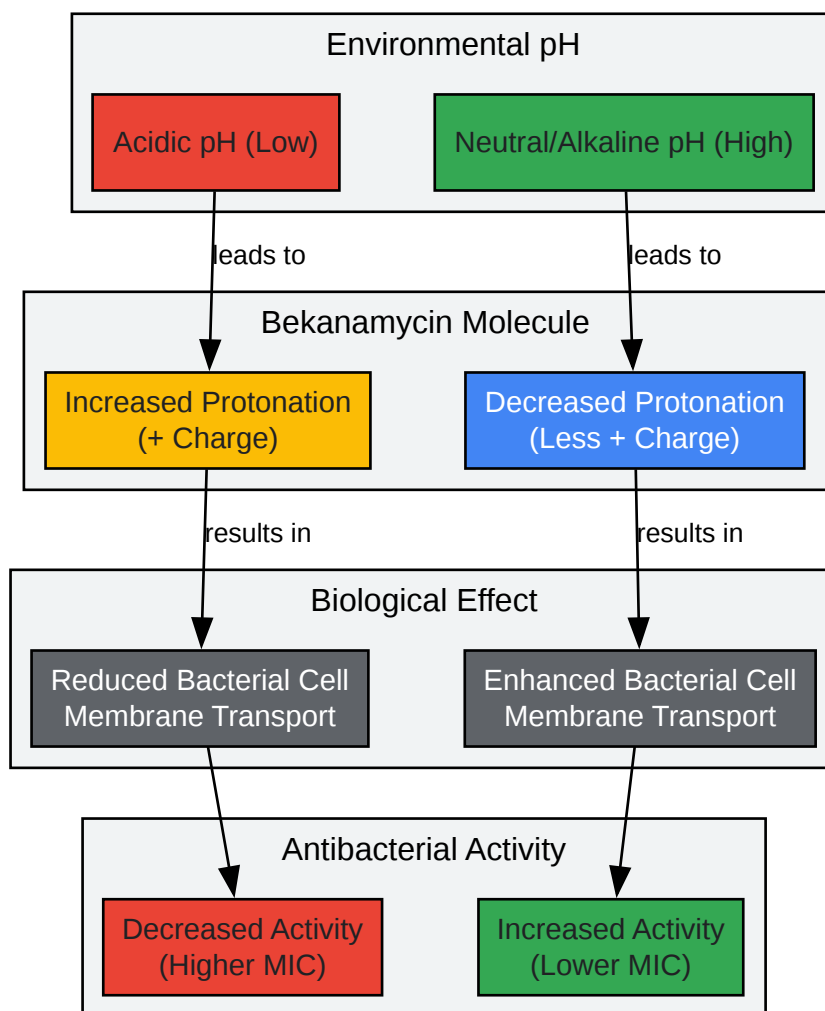 Environmental pH
Acidic pH (Low)
Neutral/Alkaline pH (High)
leads to
leads to
Bekanamycin Molecule
Increased Protonation
(+ Charge)
Decreased Protonation
(Less + Charge)
results in
results in
Biological Effect
Reduced Bacterial Cell
Membrane Transport
Enhanced Bacterial Cell
Membrane Transport
Antibacterial Activity
Decreased Activity
(Higher MIC)
Increased Activity
(Lower MIC)